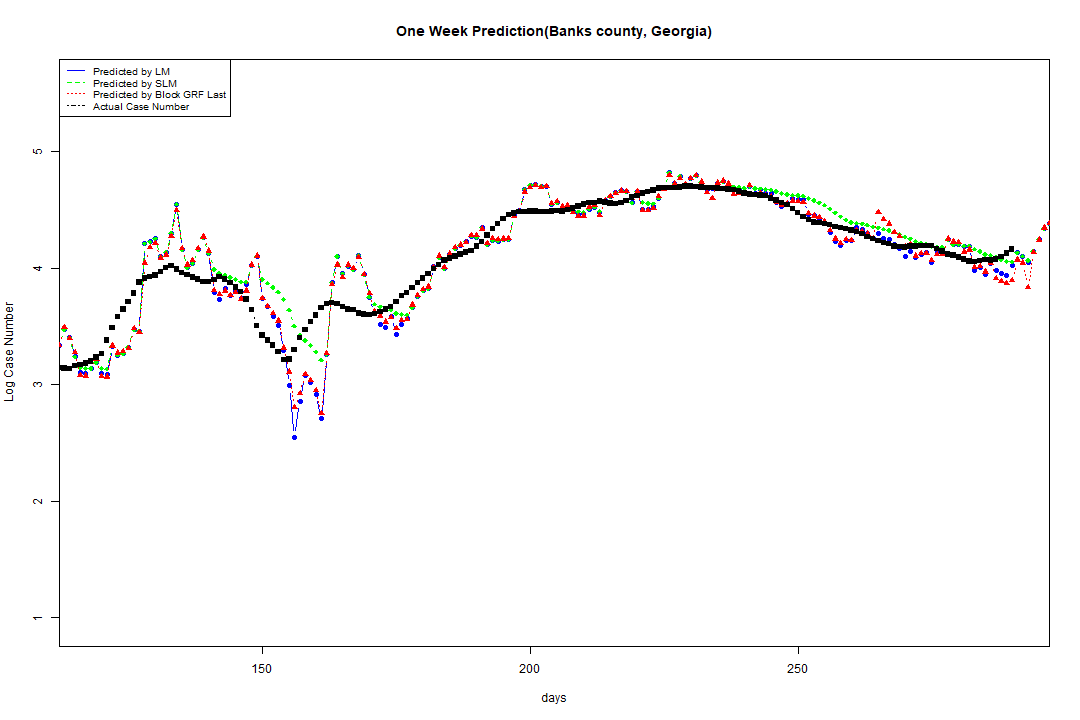 One Week Prediction(Banks county, Georgia)
Predicted by LM
Predicted by SLM
Predicted by Block GRF Last
Actual Case Number
5
4
3
2
1
Log Case Number
150 200 250
days